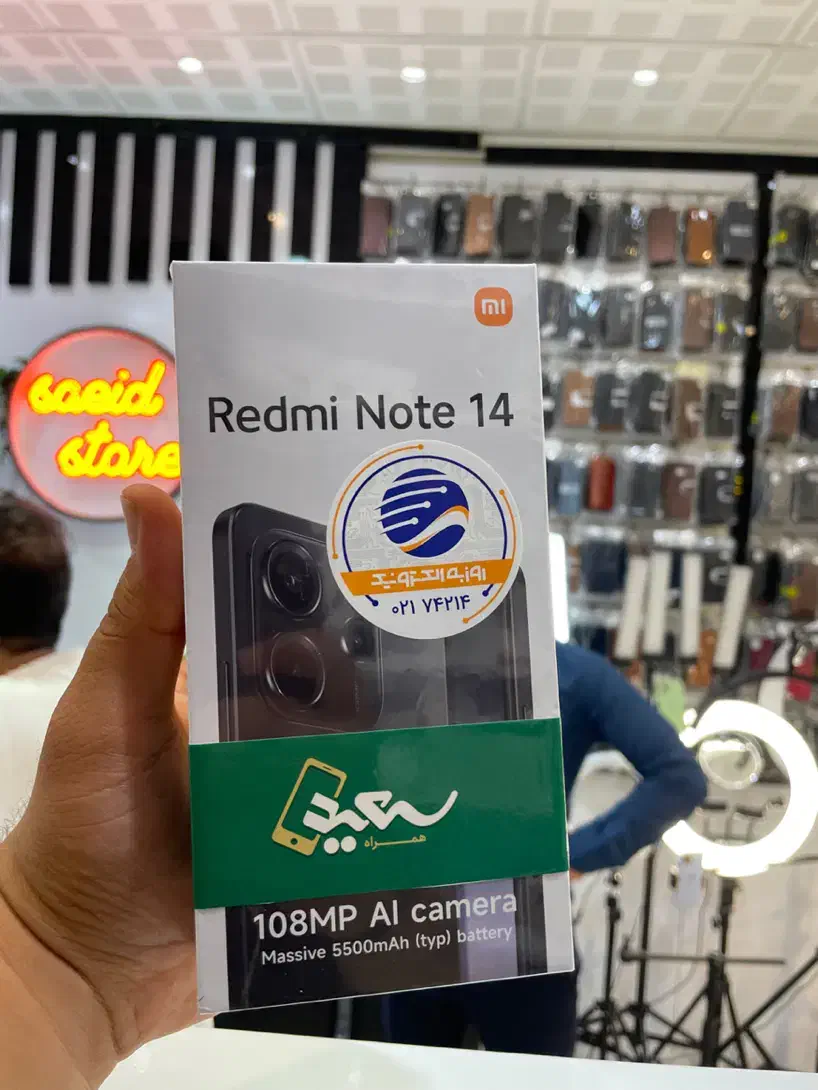 saeid
store
mi
Redmi Note 14
روزبه الکترونیک
۰۲۱ ۷۴۲۱۴
سعید
همراه
108MP AI camera
Massive 5500mAh (typ) battery